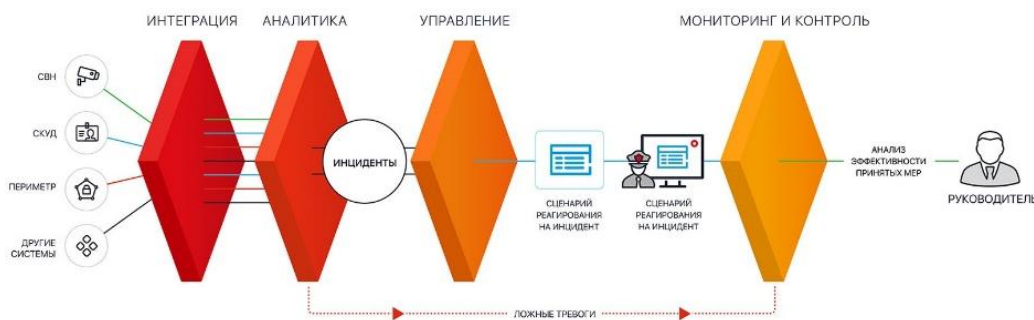 ИНТЕГРАЦИЯ
АНАЛИТИКА
УПРАВЛЕНИЕ
МОНИТОРИНГ И КОНТРОЛЬ
СВН
СКУД
ПЕРИМЕТР
ДРУГИЕ
СИСТЕМЫ
ИНЦИДЕНТЫ
СЦЕНАРИЙ
РЕАГИРОВАНИЯ
НА ИНЦИДЕНТ
СЦЕНАРИЙ
РЕАГИРОВАНИЯ
НА ИНЦИДЕНТ
АНАЛИЗ
ЭФФЕКТИВНОСТИ
ПРИНЯТЫХ МЕР
РУКОВОДИТЕЛЬ
ЛОЖНЫЕ ТРЕВОГИ